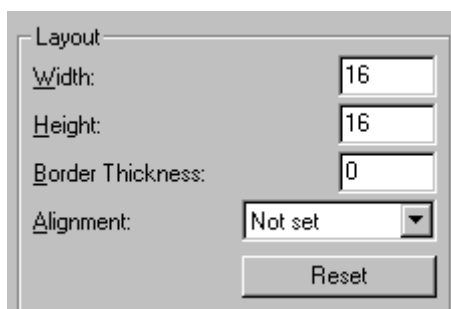 Layout
Width: 16
Height: 16
Border Thickness: 0
Alignment: Not set
Reset